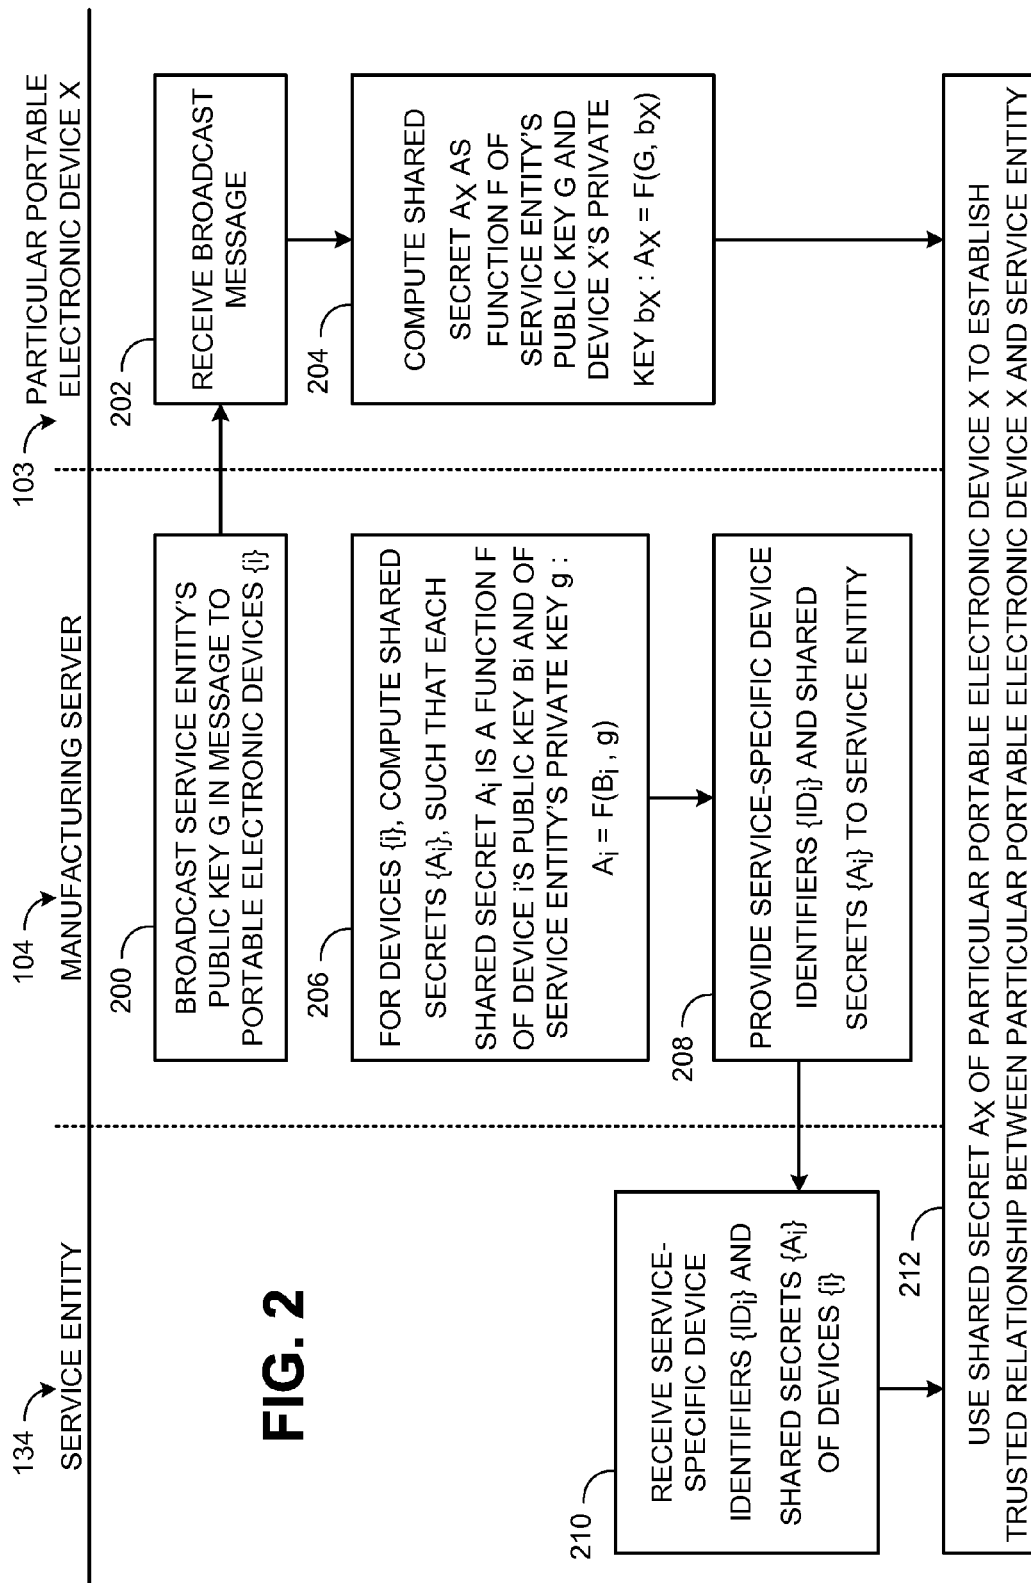 134
SERVICE ENTITY
104
MANUFACTURING SERVER
103
PARTICULAR PORTABLE
ELECTRONIC DEVICE X
200
BROADCAST SERVICE ENTITY'S
PUBLIC KEY G IN MESSAGE TO
PORTABLE ELECTRONIC DEVICES {i}
202
RECEIVE BROADCAST
MESSAGE
204
COMPUTE SHARED
SECRET AX AS
FUNCTION F OF
SERVICE ENTITY'S
PUBLIC KEY G AND
DEVICE X'S PRIVATE
KEY bX : AX = F(G, bX)
206
FOR DEVICES {i}, COMPUTE SHARED
SECRETS {Ai}, SUCH THAT EACH
SHARED SECRET Ai IS A FUNCTION F
OF DEVICE i'S PUBLIC KEY Bi AND OF
SERVICE ENTITY'S PRIVATE KEY g :
Ai = F(Bi , g)
208
PROVIDE SERVICE-SPECIFIC DEVICE
IDENTIFIERS {IDi} AND SHARED
SECRETS {Ai} TO SERVICE ENTITY
FIG. 2
210
RECEIVE SERVICE-
SPECIFIC DEVICE
IDENTIFIERS {IDi} AND
SHARED SECRETS {Ai}
OF DEVICES {i}
212
USE SHARED SECRET AX OF PARTICULAR PORTABLE ELECTRONIC DEVICE X TO ESTABLISH
TRUSTED RELATIONSHIP BETWEEN PARTICULAR PORTABLE ELECTRONIC DEVICE X AND SERVICE ENTITY